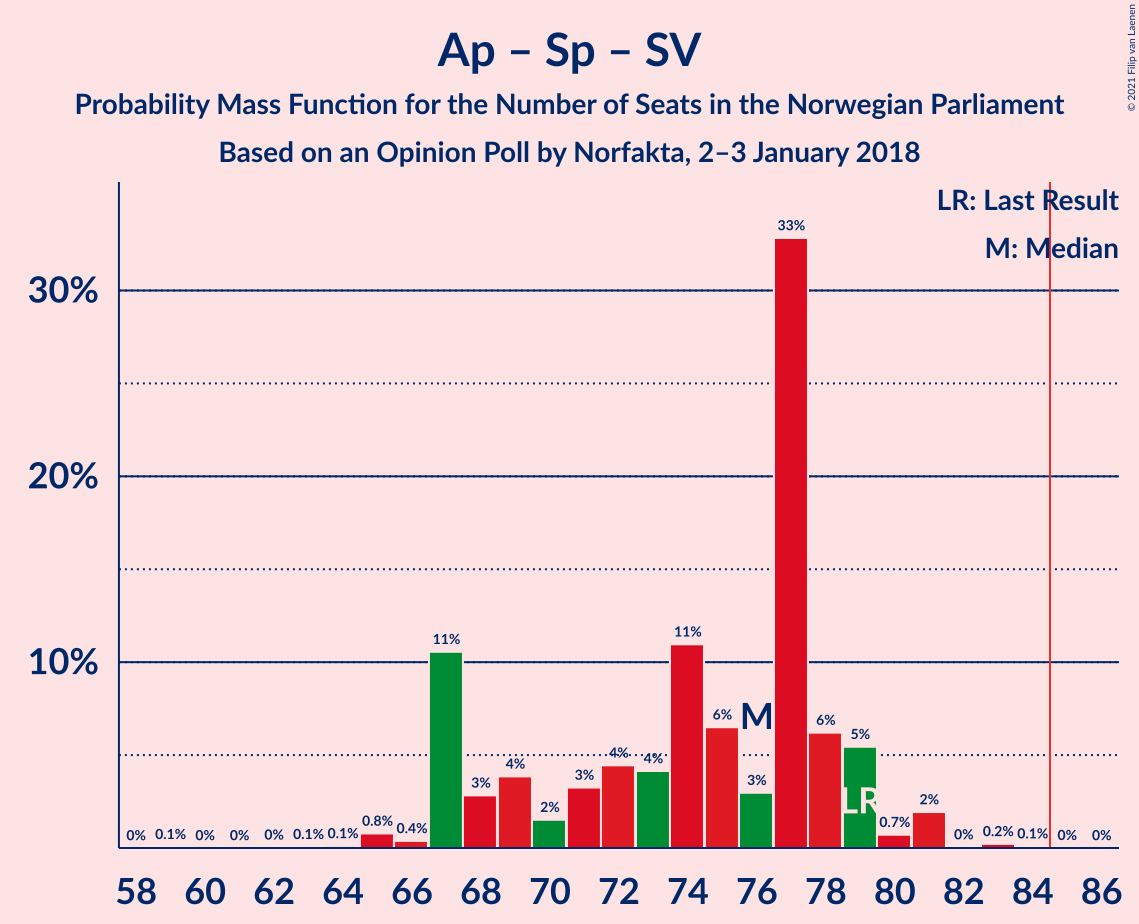 Ap – Sp – SV
Probability Mass Function for the Number of Seats in the Norwegian Parliament
Based on an Opinion Poll by Norfakta, 2–3 January 2018
© 2021 Filip van Laenen
LR: Last Result
M: Median
30%
20%
10%
0% 0.1% 0% 0% 0% 0.1% 0.1% 0.8% 0.4% 11% 3% 4% 2% 3% 4% 4% 11% 6% 3% 33% 6% 5% 0.7% 2% 0% 0.2% 0.1% 0% 0%
M
LR
58 60 62 64 66 68 70 72 74 76 78 80 82 84 86